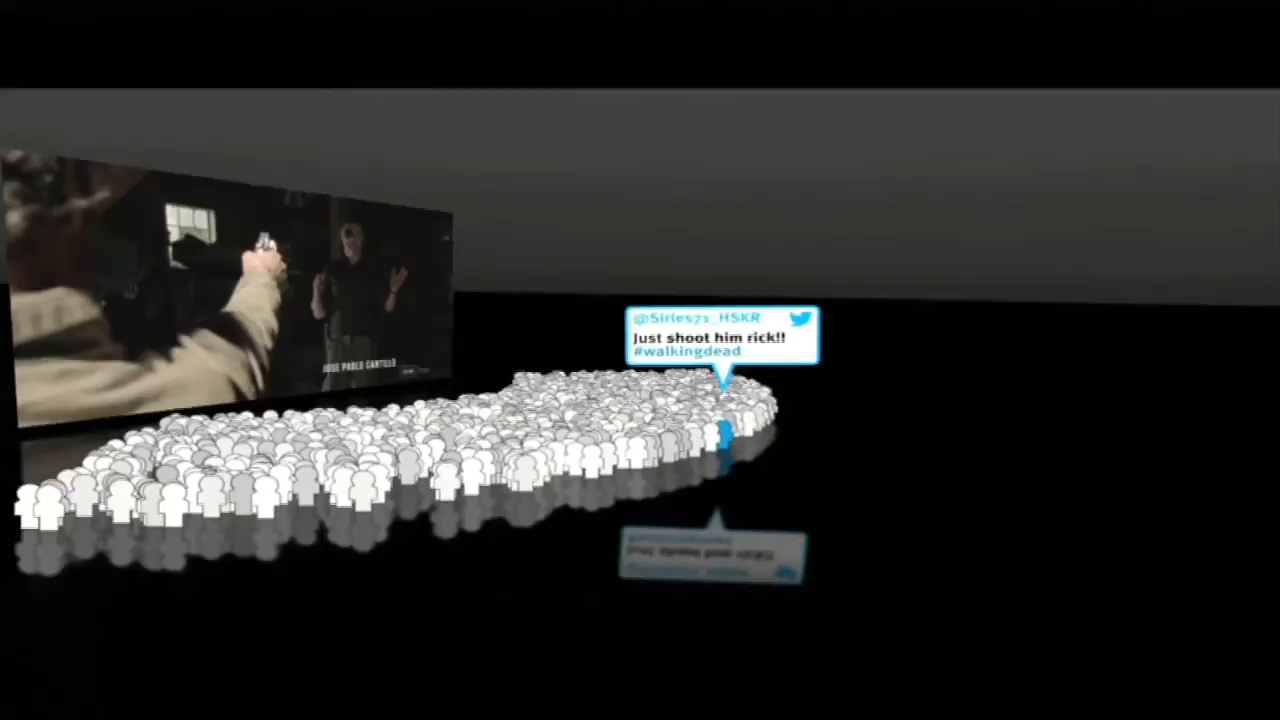 JOSE PABLO CANTILLO
@Sirles71_HSKR
Just shoot him rick!!
#walkingdead